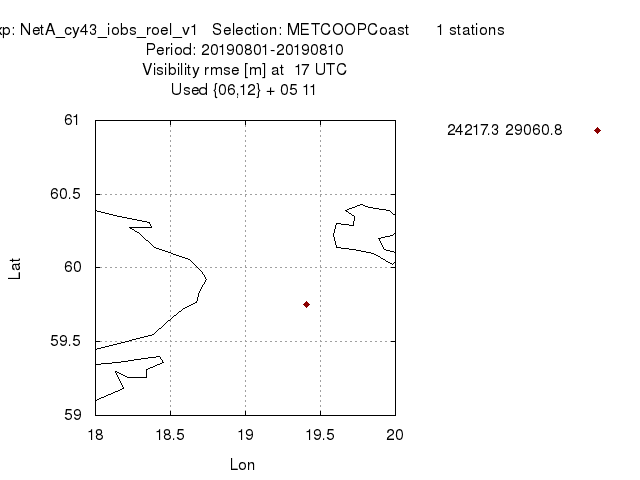 xp: NetA_cy43_iobs_roel_v1 Selection: METCOOPCoast 1 stations
Period: 20190801-20190810
Visibility rmse [m] at 17 UTC
Used {06,12} + 05 11
24217.3 29060.8
61
60.5
60
59.5
59
Lat
18 18.5 19 19.5 20
Lon